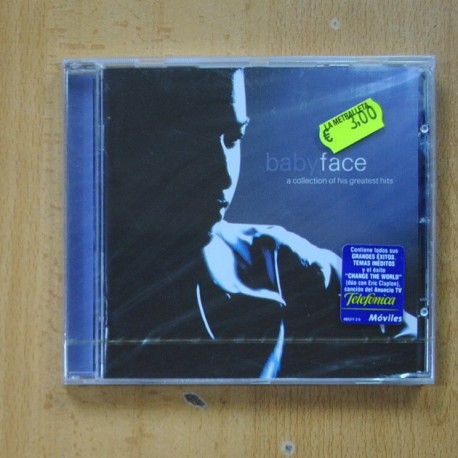 LA METRALLETA
€ 3,00
babyface
a collection of his greatest hits
Contiene todos sus
GRANDES ÉXITOS,
TEMAS INÉDITOS
y el éxito
"CHANGE THE WORLD"
(dúo con Eric Clapton),
canción del Anuncio TV
Telefónica
Móviles